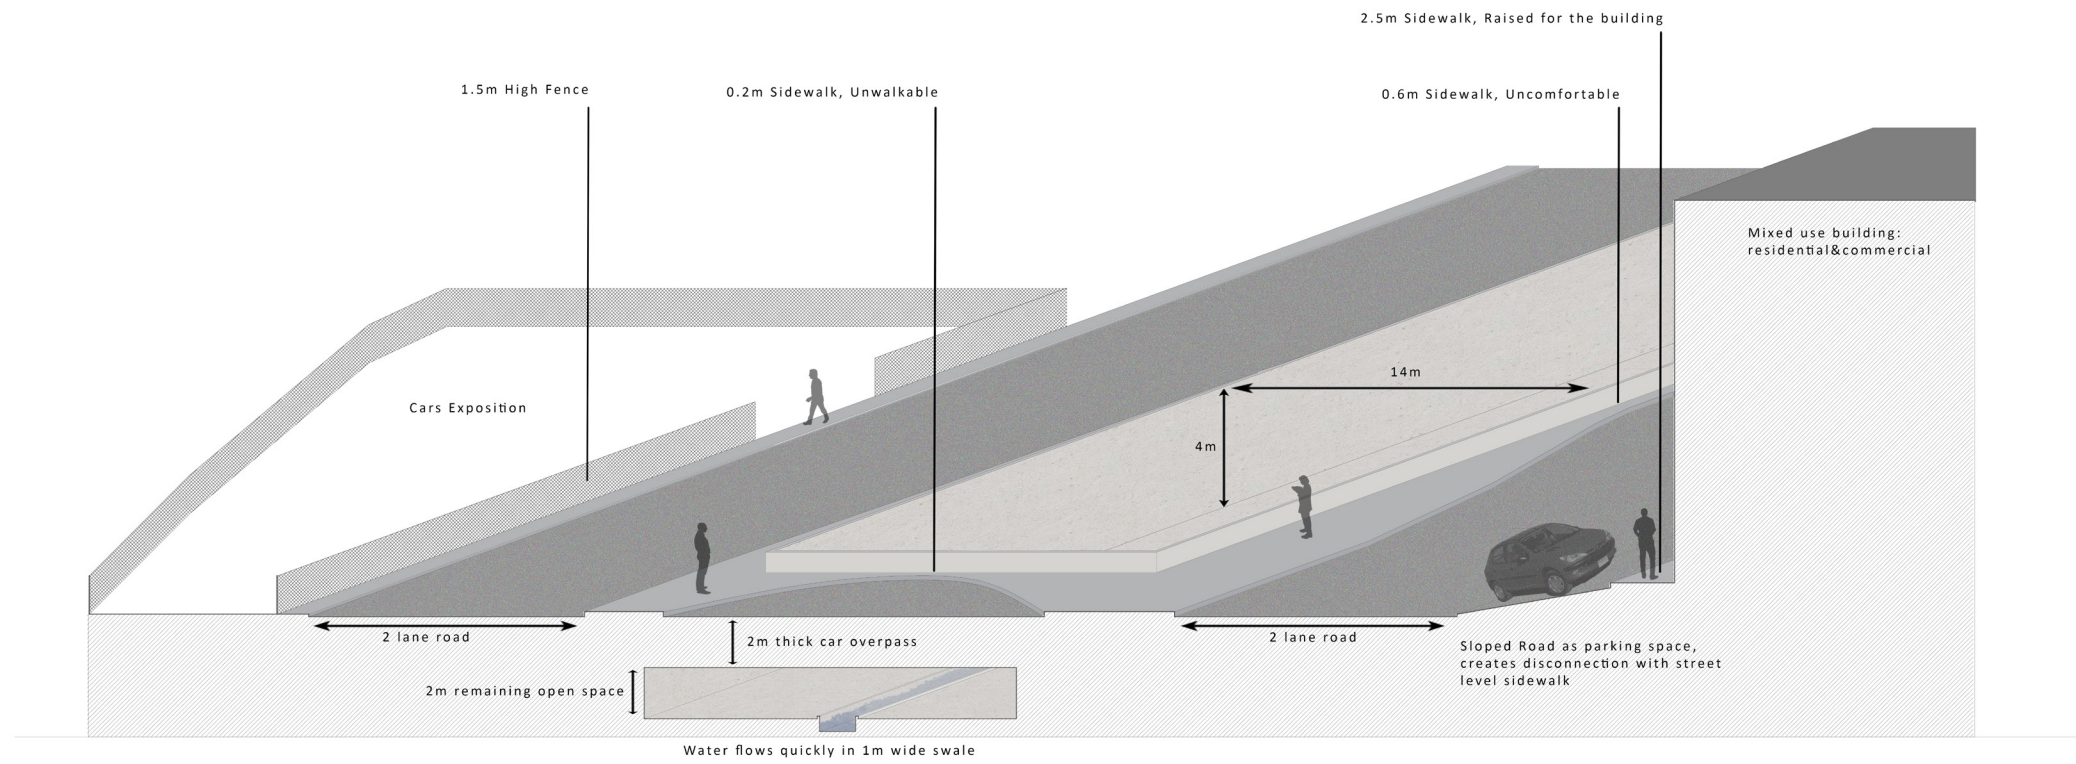 2.5m Sidewalk, Raised for the building
1.5m High Fence
0.2m Sidewalk, Unwalkable
0.6m Sidewalk, Uncomfortable
Mixed use building:
residential&commercial
14m
Cars Exposition
4m
2 lane road
2m thick car overpass
2 lane road
Sloped Road as parking space,
creates disconnection with street
level sidewalk
2m remaining open space
Water flows quickly in 1m wide swale